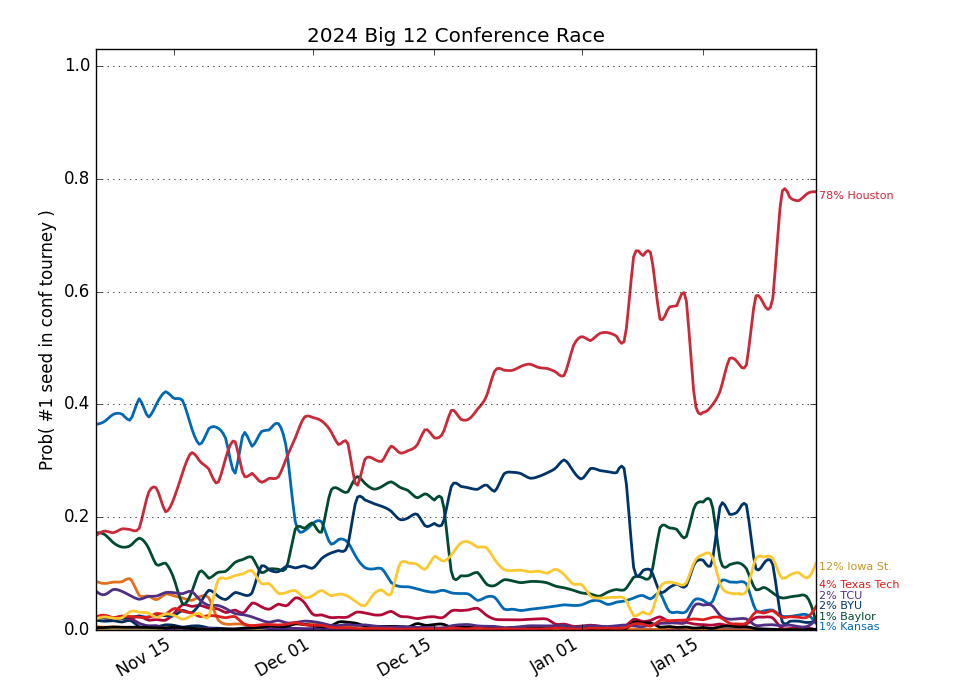 2024 Big 12 Conference Race
Prob( #1 seed in conf tourney )
1.0
0.8
0.6
0.4
0.2
0.0
78% Houston
12% Iowa St.
4% Texas Tech
2% TCU
2% BYU
1% Baylor
1% Kansas
Nov 15
Dec 01
Dec 15
Jan 01
Jan 15